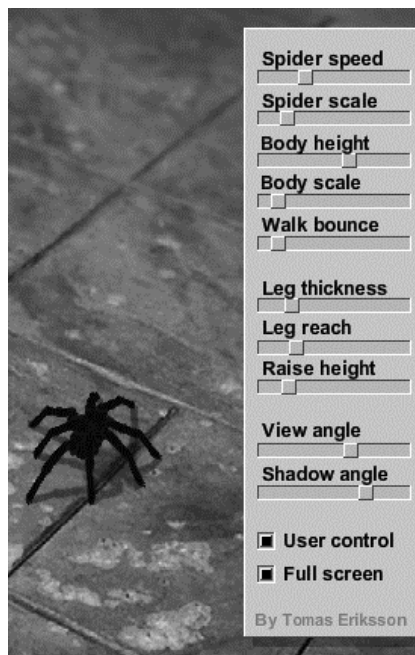 Spider speed
Spider scale
Body height
Body scale
Walk bounce
Leg thickness
Leg reach
Raise height
View angle
Shadow angle
User control
Full screen
By Tomas Eriksson